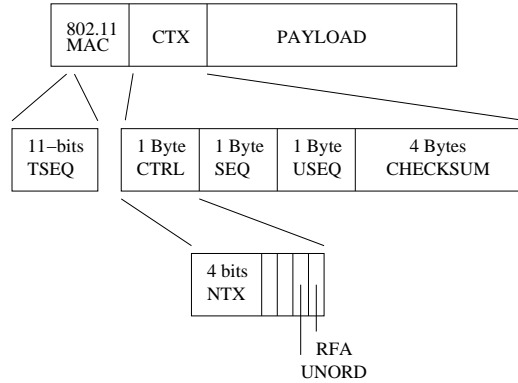 802.11
MAC
CTX
PAYLOAD
11−bits
TSEQ
1 Byte
CTRL
1 Byte
SEQ
1 Byte
USEQ
4 Bytes
CHECKSUM
4 bits
NTX
RFA
UNORD